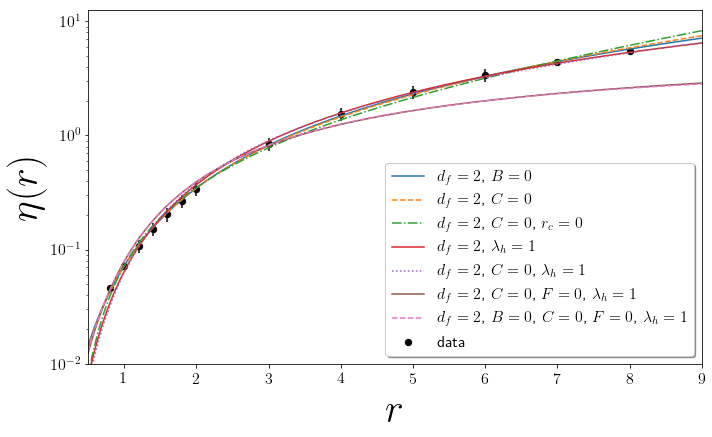 10¹
10⁰
10⁻¹
10⁻²
η(r)
d_f = 2, B = 0
d_f = 2, C = 0
d_f = 2, C = 0, r_c = 0
d_f = 2, λ_h = 1
d_f = 2, C = 0, λ_h = 1
d_f = 2, C = 0, F = 0, λ_h = 1
d_f = 2, B = 0, C = 0, F = 0, λ_h = 1
data
1 2 3 4 5 6 7 8 9
r